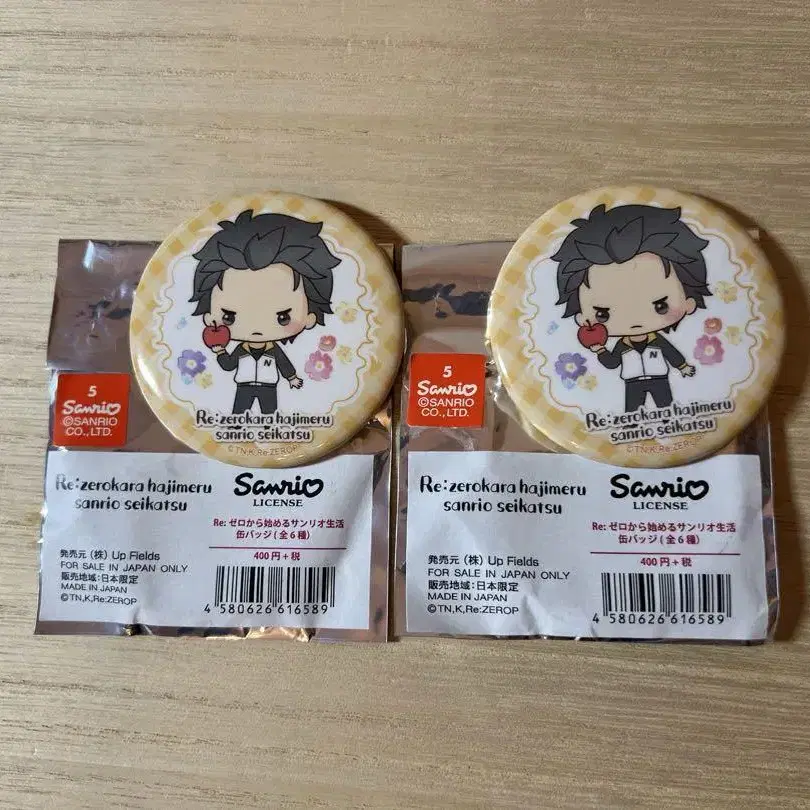 N
Re:zerokara hajimeru
sanrio seikatsu
©TN,K,Re:ZEROP
5
Sanrio
©SANRIO
CO.,LTD.
Re:zerokara hajimeru
sanrio seikatsu
Sanrio
LICENSE
Re: ゼロから始めるサンリオ生活
缶バッジ(全6種)
400円+税
発売元 (株) Up Fields
FOR SALE IN JAPAN ONLY
販売地域:日本限定
MADE IN JAPAN
©TN,K,Re:ZEROP
4 580626 616589
N
Re:zerokara hajimeru
sanrio seikatsu
©TN,K,Re:ZEROP
5
Sanrio
©SANRIO
CO.,LTD.
Re:zerokara hajimeru
sanrio seikatsu
Sanrio
LICENSE
Re: ゼロから始めるサンリオ生活
缶バッジ(全6種)
400円+税
発売元 (株) Up Fields
FOR SALE IN JAPAN ONLY
販売地域:日本限定
MADE IN JAPAN
©TN,K,Re:ZEROP
4 580626 616589